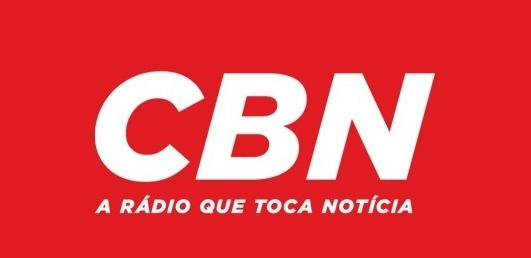 CBN
A RÁDIO QUE TOCA NOTÍCIA